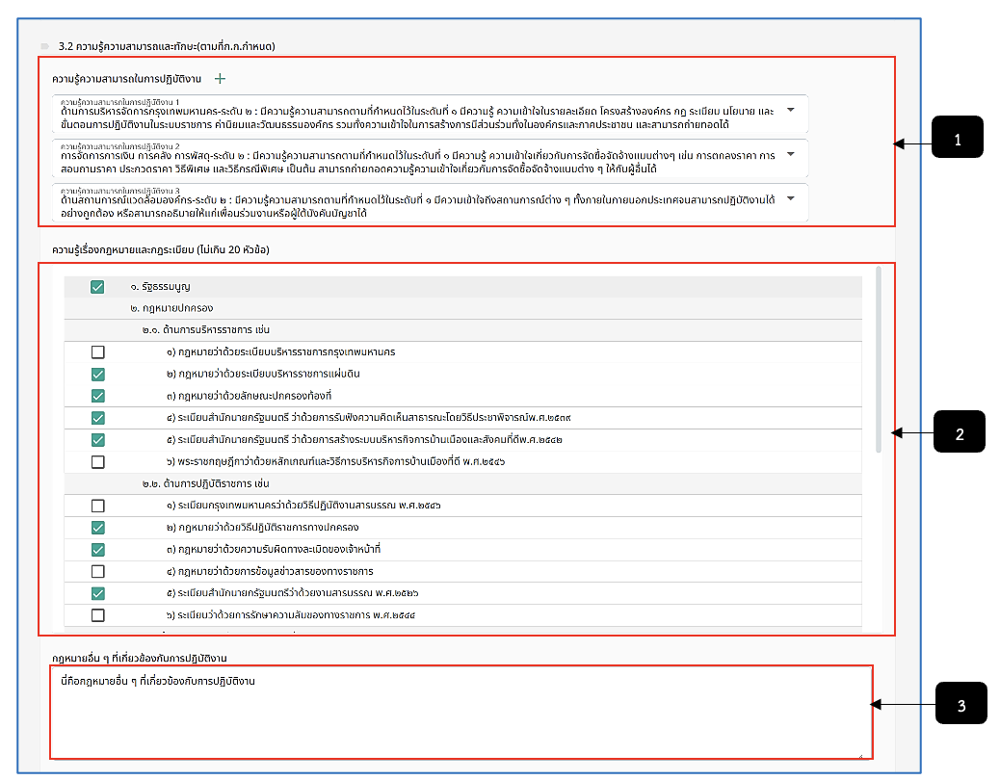 3.2 ความรู้ความสามารถและทักษะ(ตามที่ก.ก.กำหนด)
ความรู้ความสามารถในการปฏิบัติงาน +
ความรู้ความสามารถในการปฏิบัติงาน 1
ด้านการบริหารจัดการกรุงเทพมหานคร-ระดับ ๒ : มีความรู้ความสามารถตามที่กำหนดไว้ในระดับที่ ๑ มีความรู้ ความเข้าใจในรายละเอียด โครงสร้างองค์กร กฎ ระเบียบ นโยบาย และ
ขั้นตอนการปฏิบัติงานในระบบราชการ ค่านิยมและวัฒนธรรมองค์กร รวมทั้งความเข้าใจในการสร้างการมีส่วนร่วมทั้งในองค์กรและภาคประชาชน และสามารถถ่ายทอดได้
1
ความรู้ความสามารถในการปฏิบัติงาน 2
การจัดการการเงิน การคลัง การพัสดุ-ระดับ ๒ : มีความรู้ความสามารถตามที่กำหนดไว้ในระดับที่ ๑ มีความรู้ ความเข้าใจเกี่ยวกับการจัดซื้อจัดจ้างแบบต่างๆ เช่น การตกลงราคา การ
สอบถามราคา ประกวดราคา วิธีพิเศษ และวิธีกรณีพิเศษ เป็นต้น สามารถถ่ายทอดความรู้ความเข้าใจเกี่ยวกับการจัดซื้อจัดจ้างแบบต่าง ๆ ให้กับผู้อื่นได้
ความรู้ความสามารถในการปฏิบัติงาน 3
ด้านสถานการณ์แวดล้อมองค์กร-ระดับ ๒ : มีความรู้ความสามารถตามที่กำหนดไว้ในระดับที่ ๑ มีความเข้าใจถึงสถานการณ์ต่าง ๆ ทั้งภายในภายนอกประเทศจนสามารถปฏิบัติงานได้
อย่างถูกต้อง หรือสามารถอธิบายให้แก่เพื่อนร่วมงานหรือผู้ใต้บังคับบัญชาได้
ความรู้เรื่องกฎหมายและกฎระเบียบ (ไม่เกิน 20 หัวข้อ)
๑. รัฐธรรมนูญ
๒. กฎหมายปกครอง
๒.๑. ด้านการบริหารราชการ เช่น
๑) กฎหมายว่าด้วยระเบียบบริหารราชการกรุงเทพมหานคร
๒) กฎหมายว่าด้วยระเบียบบริหารราชการแผ่นดิน
๓) กฎหมายว่าด้วยลักษณะปกครองท้องที่
๔) ระเบียบสำนักนายกรัฐมนตรี ว่าด้วยการรับฟังความคิดเห็นสาธารณะโดยวิธีประชาพิจารณ์พ.ศ.๒๕๓๙
๕) ระเบียบสำนักนายกรัฐมนตรี ว่าด้วยการสร้างระบบบริหารกิจการบ้านเมืองและสังคมที่ดีพ.ศ.๒๕๔๒
2
๖) พระราชกฤษฎีกาว่าด้วยหลักเกณฑ์และวิธีการบริหารกิจการบ้านเมืองที่ดี พ.ศ.๒๕๔๖
๒.๒. ด้านการปฏิบัติราชการ เช่น
๑) ระเบียบกรุงเทพมหานครว่าด้วยวิธีปฏิบัติงานสารบรรณ พ.ศ.๒๕๔๖
๒) กฎหมายว่าด้วยวิธีปฏิบัติราชการทางปกครอง
๓) กฎหมายว่าด้วยความรับผิดทางละเมิดของเจ้าหน้าที่
๔) กฎหมายว่าด้วยการข้อมูลข่าวสารของทางราชการ
๕) ระเบียบสำนักนายกรัฐมนตรีว่าด้วยงานสารบรรณ พ.ศ.๒๕๒๖
๖) ระเบียบว่าด้วยการรักษาความลับของทางราชการ พ.ศ.๒๕๔๔
กฎหมายอื่น ๆ ที่เกี่ยวข้องกับการปฏิบัติงาน
นี่คือกฎหมายอื่น ๆ ที่เกี่ยวข้องกับการปฏิบัติงาน
3